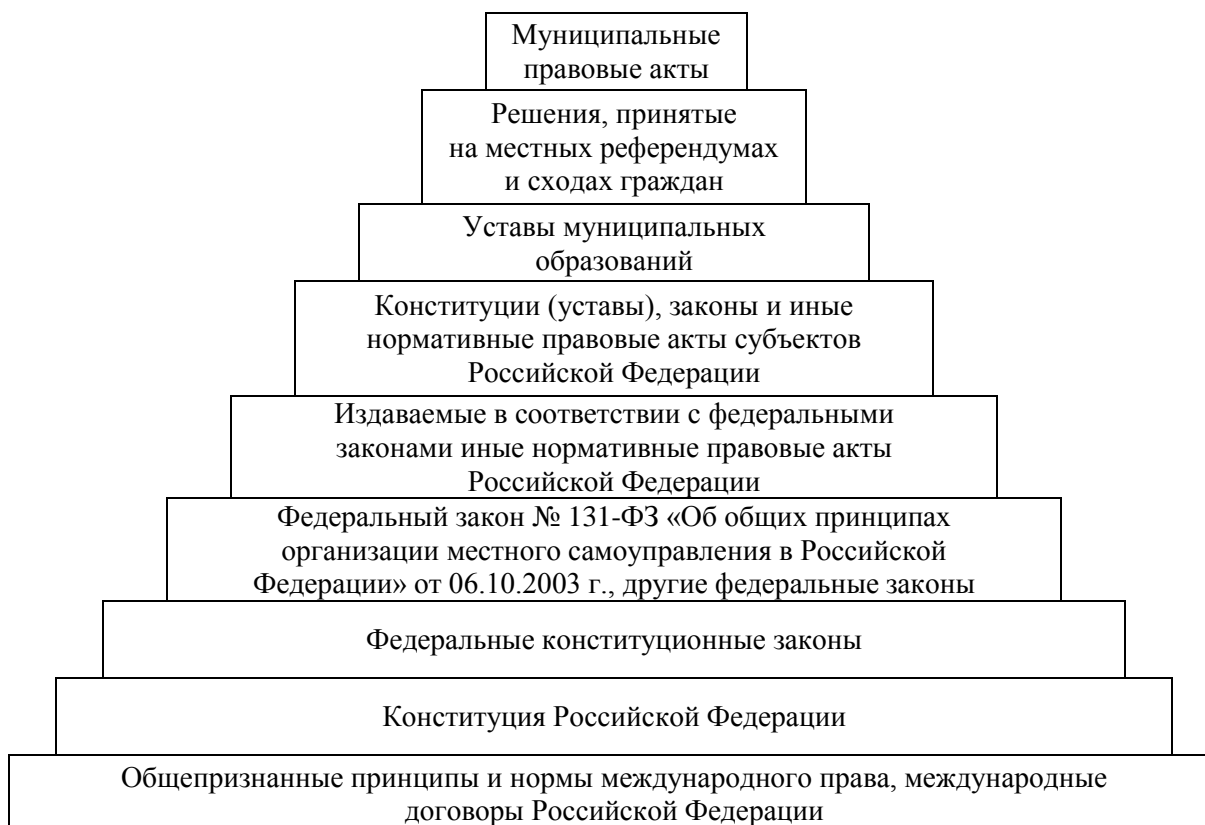 Муниципальные
правовые акты
Решения, принятые
на местных референдумах
и сходах граждан
Уставы муниципальных
образований
Конституции (уставы), законы и иные
нормативные правовые акты субъектов
Российской Федерации
Издаваемые в соответствии с федеральными
законами иные нормативные правовые акты
Российской Федерации
Федеральный закон № 131-ФЗ «Об общих принципах
организации местного самоуправления в Российской
Федерации» от 06.10.2003 г., другие федеральные законы
Федеральные конституционные законы
Конституция Российской Федерации
Общепризнанные принципы и нормы международного права, международные
договоры Российской Федерации